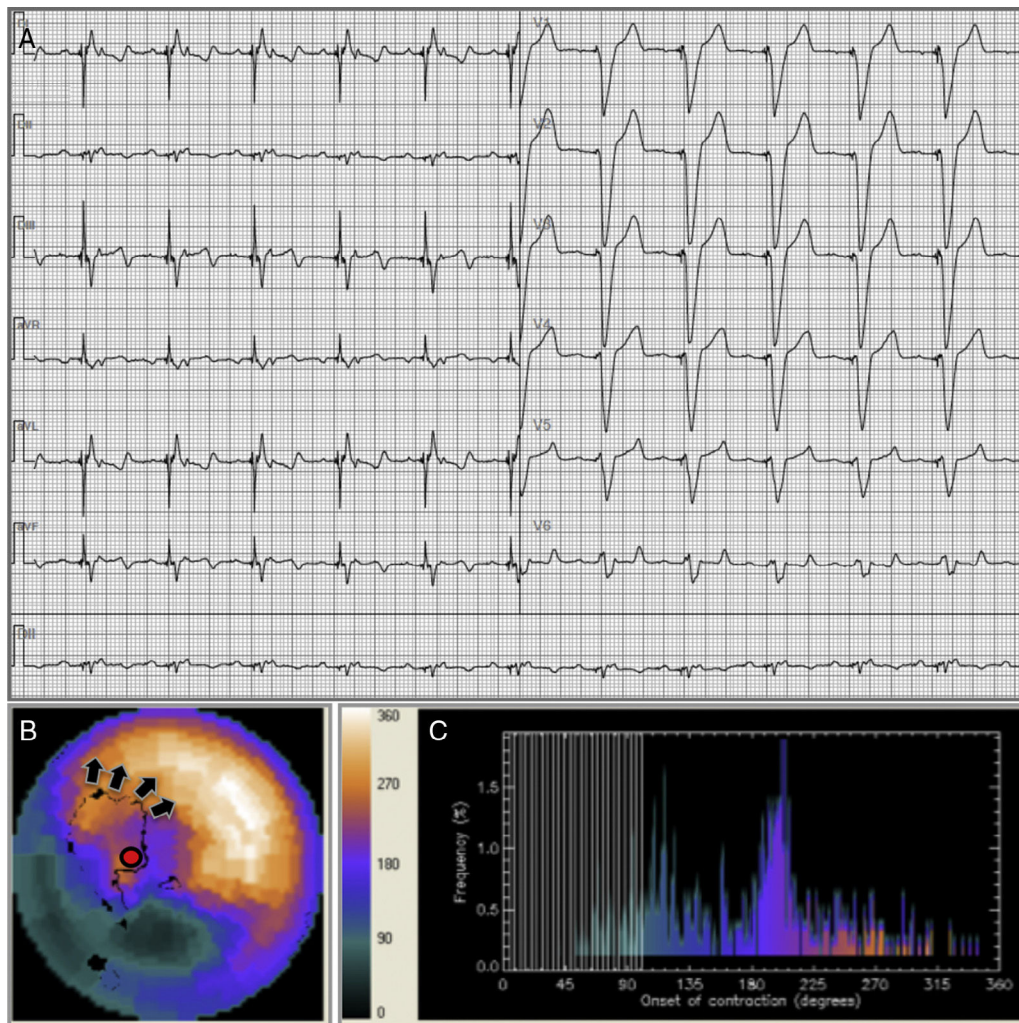 DI
V1
A
DII
V2
DIII
V3
aVR
V4
aVL
V5
aVF
V6
DII
B
360
270
180
90
0
C
Frequency (%)
1.5
1.0
0.5
0.0
0 45 90 135 180 225 270 315 360
Onset of contraction (degrees)